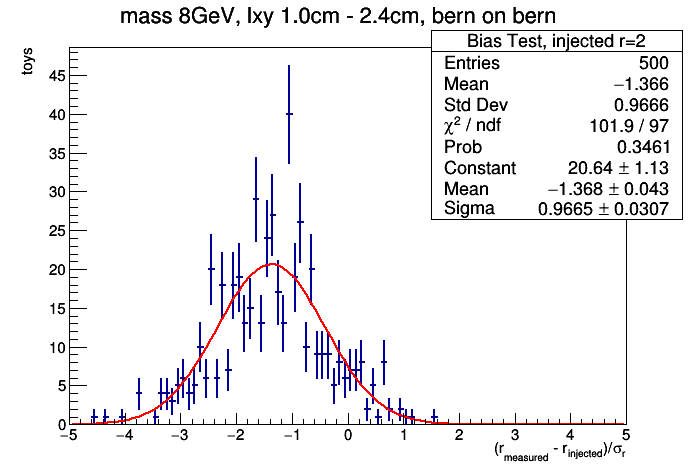 mass 8GeV, lxy 1.0cm - 2.4cm, bern on bern
Bias Test, injected r=2
Entries 500
Mean −1.366
Std Dev 0.9666
χ² / ndf 101.9 / 97
Prob 0.3461
Constant 20.64 ± 1.13
Mean −1.368 ± 0.043
Sigma 0.9665 ± 0.0307
toys
45
40
35
30
25
20
15
10
5
0
−5 −4 −3 −2 −1 0 1 2 3 4 5
(r_measured - r_injected)/σ_r